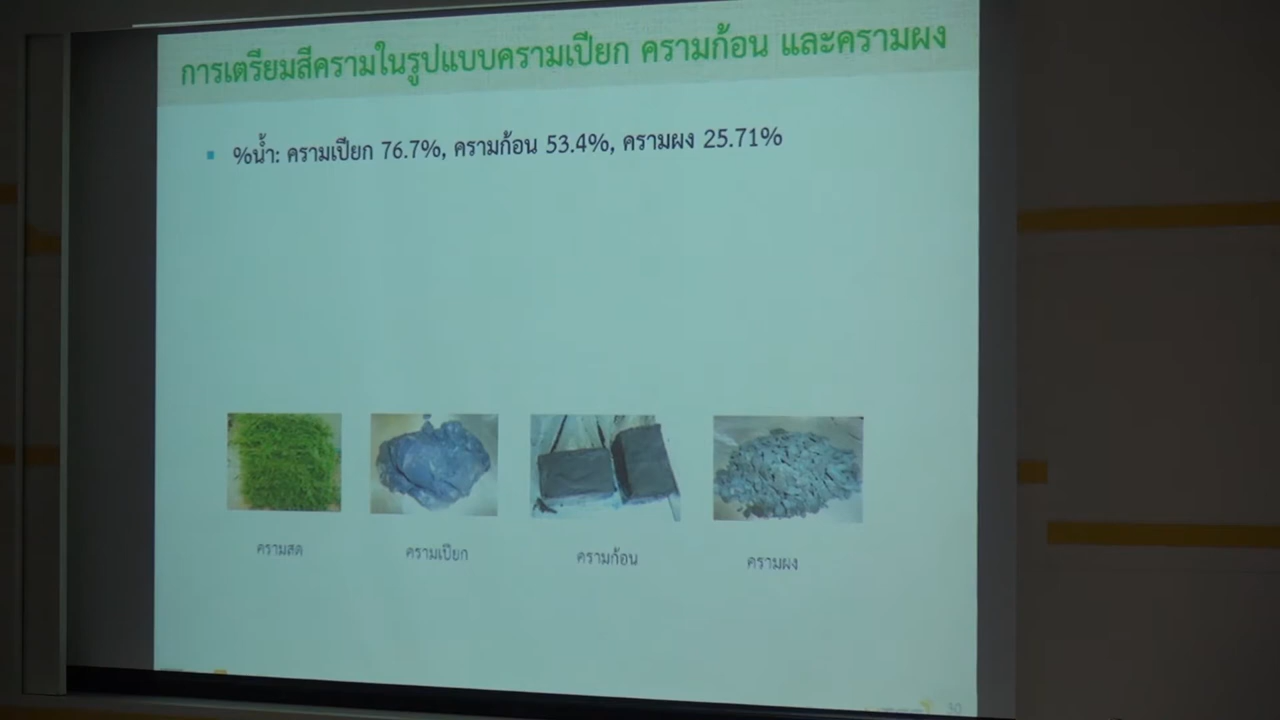 การเตรียมสีครามในรูปแบบครามเปียก ครามก้อน และครามผง
%น้ำ: ครามเปียก 76.7%, ครามก้อน 53.4%, ครามผง 25.71%
ครามสด
ครามเปียก
ครามก้อน
ครามผง